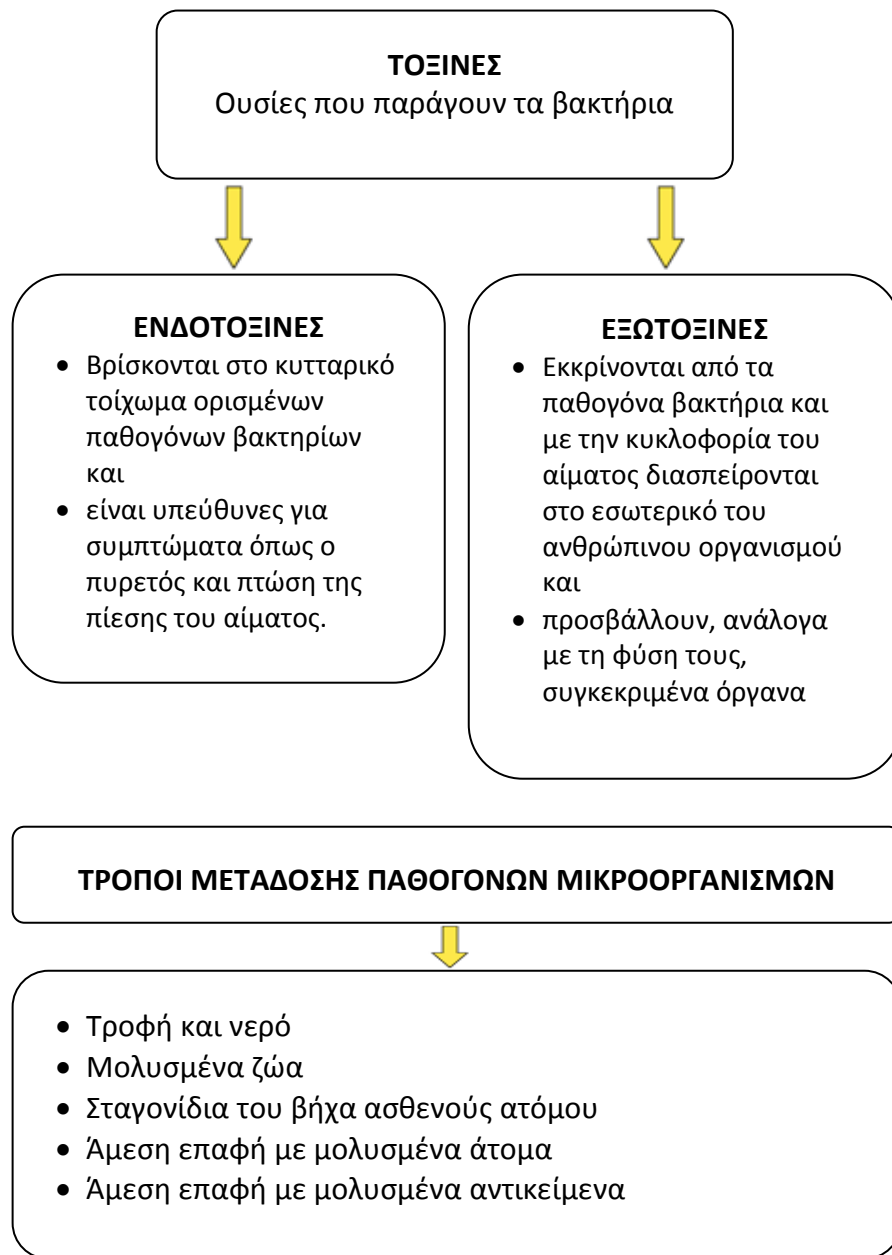 ΤΟΞΙΝΕΣ
Ουσίες που παράγουν τα βακτήρια
ΕΝΔΟΤΟΞΙΝΕΣ
• Βρίσκονται στο κυτταρικό
τοίχωμα ορισμένων
παθογόνων βακτηρίων
και
• είναι υπεύθυνες για
συμπτώματα όπως ο
πυρετός και πτώση της
πίεσης του αίματος.
ΕΞΩΤΟΞΙΝΕΣ
• Εκκρίνονται από τα
παθογόνα βακτήρια και
με την κυκλοφορία του
αίματος διασπείρονται
στο εσωτερικό του
ανθρώπινου οργανισμού
και
• προσβάλλουν, ανάλογα
με τη φύση τους,
συγκεκριμένα όργανα
ΤΡΟΠΟΙ ΜΕΤΑΔΟΣΗΣ ΠΑΘΟΓΟΝΩΝ ΜΙΚΡΟΟΡΓΑΝΙΣΜΩΝ
• Τροφή και νερό
• Μολυσμένα ζώα
• Σταγονίδια του βήχα ασθενούς ατόμου
• Άμεση επαφή με μολυσμένα άτομα
• Άμεση επαφή με μολυσμένα αντικείμενα